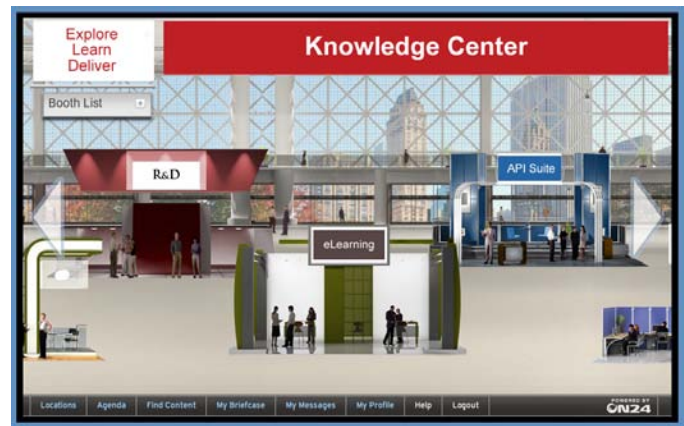 Explore
Learn
Deliver
Knowledge Center
Booth List
R&D
API Suite
eLearning
Locations
Agenda
Find Content
My Briefcase
My Messages
My Profile
Help
Logout
POWERED BY
ON24